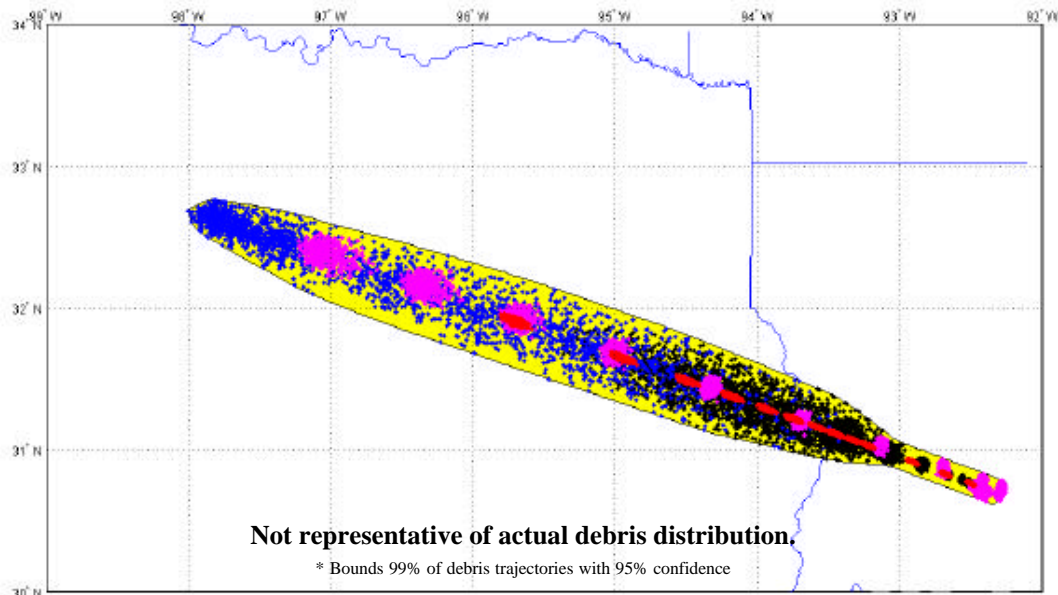 98° W 97° W 96° W 95° W 94° W 93° W 92° W
34° N
33° N
32° N
31° N
Not representative of actual debris distribution.
* Bounds 99% of debris trajectories with 95% confidence
30° N